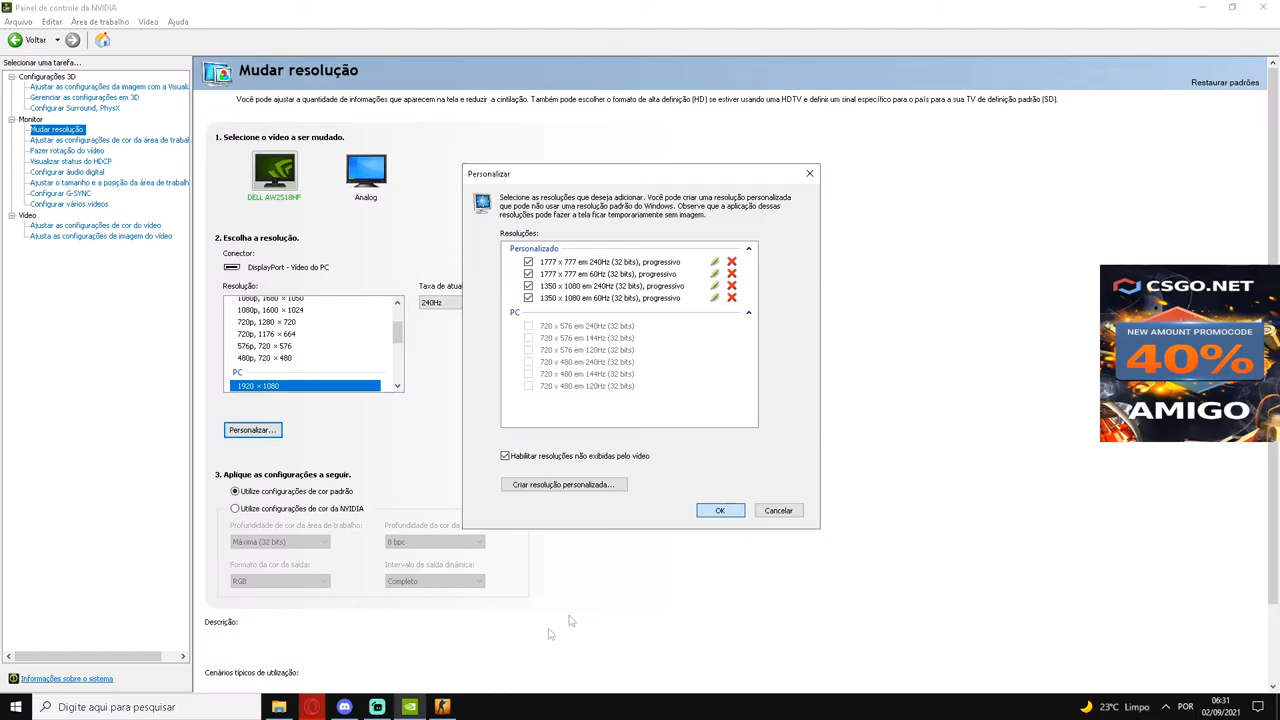 Painel de controle da NVIDIA
Arquivo Editar Área de trabalho Vídeo Ajuda
Voltar
Selecionar uma tarefa...
Configurações 3D
Ajustar as configurações da imagem com a Visuali
Gerenciar as configurações em 3D
Configurar Surround, PhysX
Monitor
Mudar resolução
Ajustar as configurações de cor da área de trabal
Fazer rotação do vídeo
Visualizar status do HDCP
Configurar áudio digital
Ajustar o tamanho e a posição da área de trabalh
Configurar G-SYNC
Configurar vários vídeos
Vídeo
Ajustar as configurações de cor do vídeo
Ajusta as configurações de imagem do vídeo
Informações sobre o sistema
Mudar resolução
Restaurar padrões
Você pode ajustar a quantidade de informações que aparecem na tela e reduzir a cintilação. Também pode escolher o formato de alta definição (HD) se estiver usando uma HDTV e definir um sinal específico para o país para a sua TV de definição padrão (SD).
1. Selecione o vídeo a ser mudado.
DELL AW2518HF
Analog
2. Escolha a resolução.
Conector:
DisplayPort - Vídeo do PC
Resolução:
Taxa de atual
240Hz
1080p, 1680 × 1050
1080p, 1600 × 1024
720p, 1280 × 720
720p, 1176 × 664
576p, 720 × 576
480p, 720 × 480
PC
1920 × 1080
Personalizar...
3. Aplique as configurações a seguir.
Utilize configurações de cor padrão
Utilize configurações de cor da NVIDIA
Profundidade de cor da área de trabalho:
Profundidade da cor da
Máxima (32 bits)
8 bpc
Formato da cor da saída:
Intervalo de saída dinâmica:
RGB
Completo
Descrição:
Cenários típicos de utilização:
Personalizar
Selecione as resoluções que deseja adicionar. Você pode criar uma resolução personalizada
que pode não usar uma resolução padrão do Windows. Observe que a aplicação dessas
resoluções pode fazer a tela ficar temporariamente sem imagem.
Resoluções:
Personalizado
1777 x 777 em 240Hz (32 bits), progressivo
1777 x 777 em 60Hz (32 bits), progressivo
1350 x 1080 em 240Hz (32 bits), progressivo
1350 x 1080 em 60Hz (32 bits), progressivo
PC
720 x 576 em 240Hz (32 bits)
720 x 576 em 144Hz (32 bits)
720 x 576 em 120Hz (32 bits)
720 x 480 em 240Hz (32 bits)
720 x 480 em 144Hz (32 bits)
720 x 480 em 120Hz (32 bits)
Habilitar resoluções não exibidas pelo vídeo
Criar resolução personalizada...
OK
Cancelar
CSGO.NET
NEW AMOUNT PROMOCODE
40%
AMIGO
Digite aqui para pesquisar
23°C Limpo
POR
06:31
02/09/2021